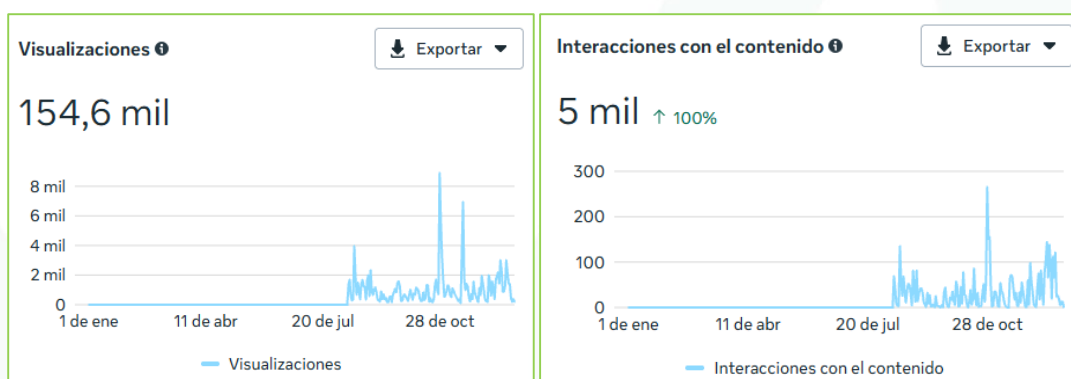 Visualizaciones
Exportar
154,6 mil
8 mil
6 mil
4 mil
2 mil
0
1 de ene 11 de abr 20 de jul 28 de oct
Visualizaciones
Interacciones con el contenido
Exportar
5 mil ↑ 100%
300
200
100
0
1 de ene 11 de abr 20 de jul 28 de oct
Interacciones con el contenido